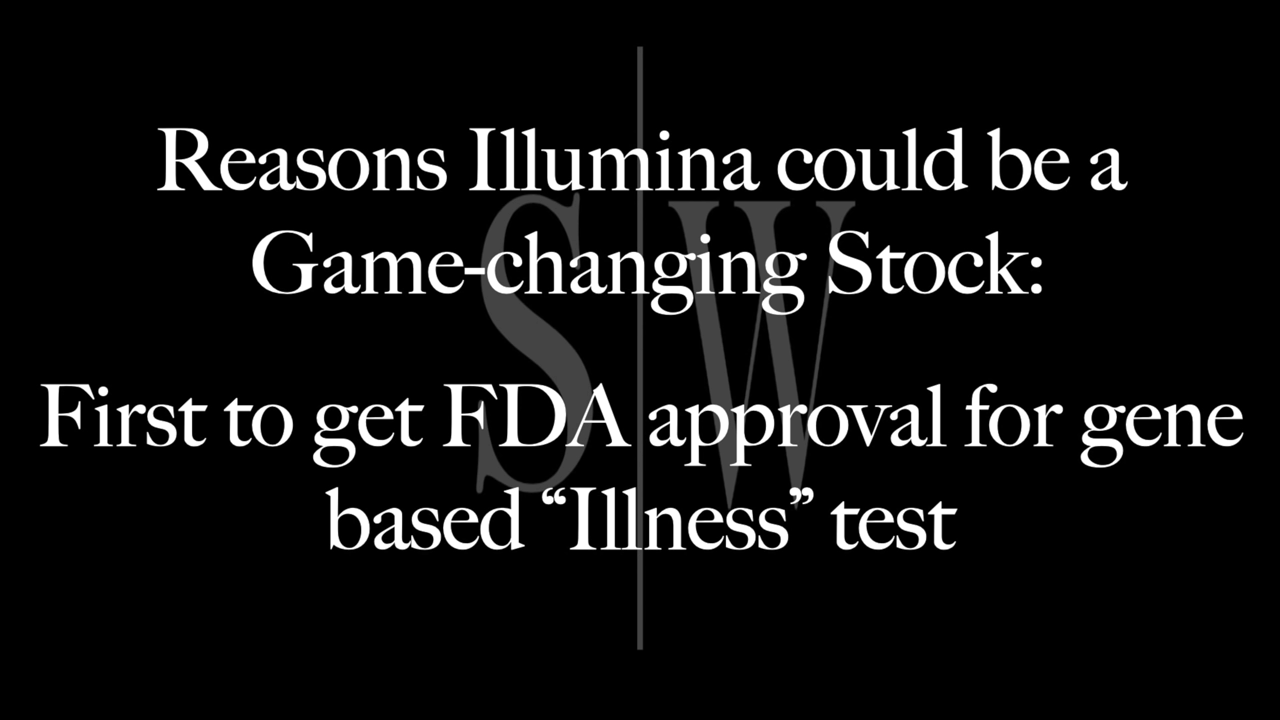 Reasons Illumina could be a
Game-changing Stock:
S W
First to get FDA approval for gene
based “Illness” test